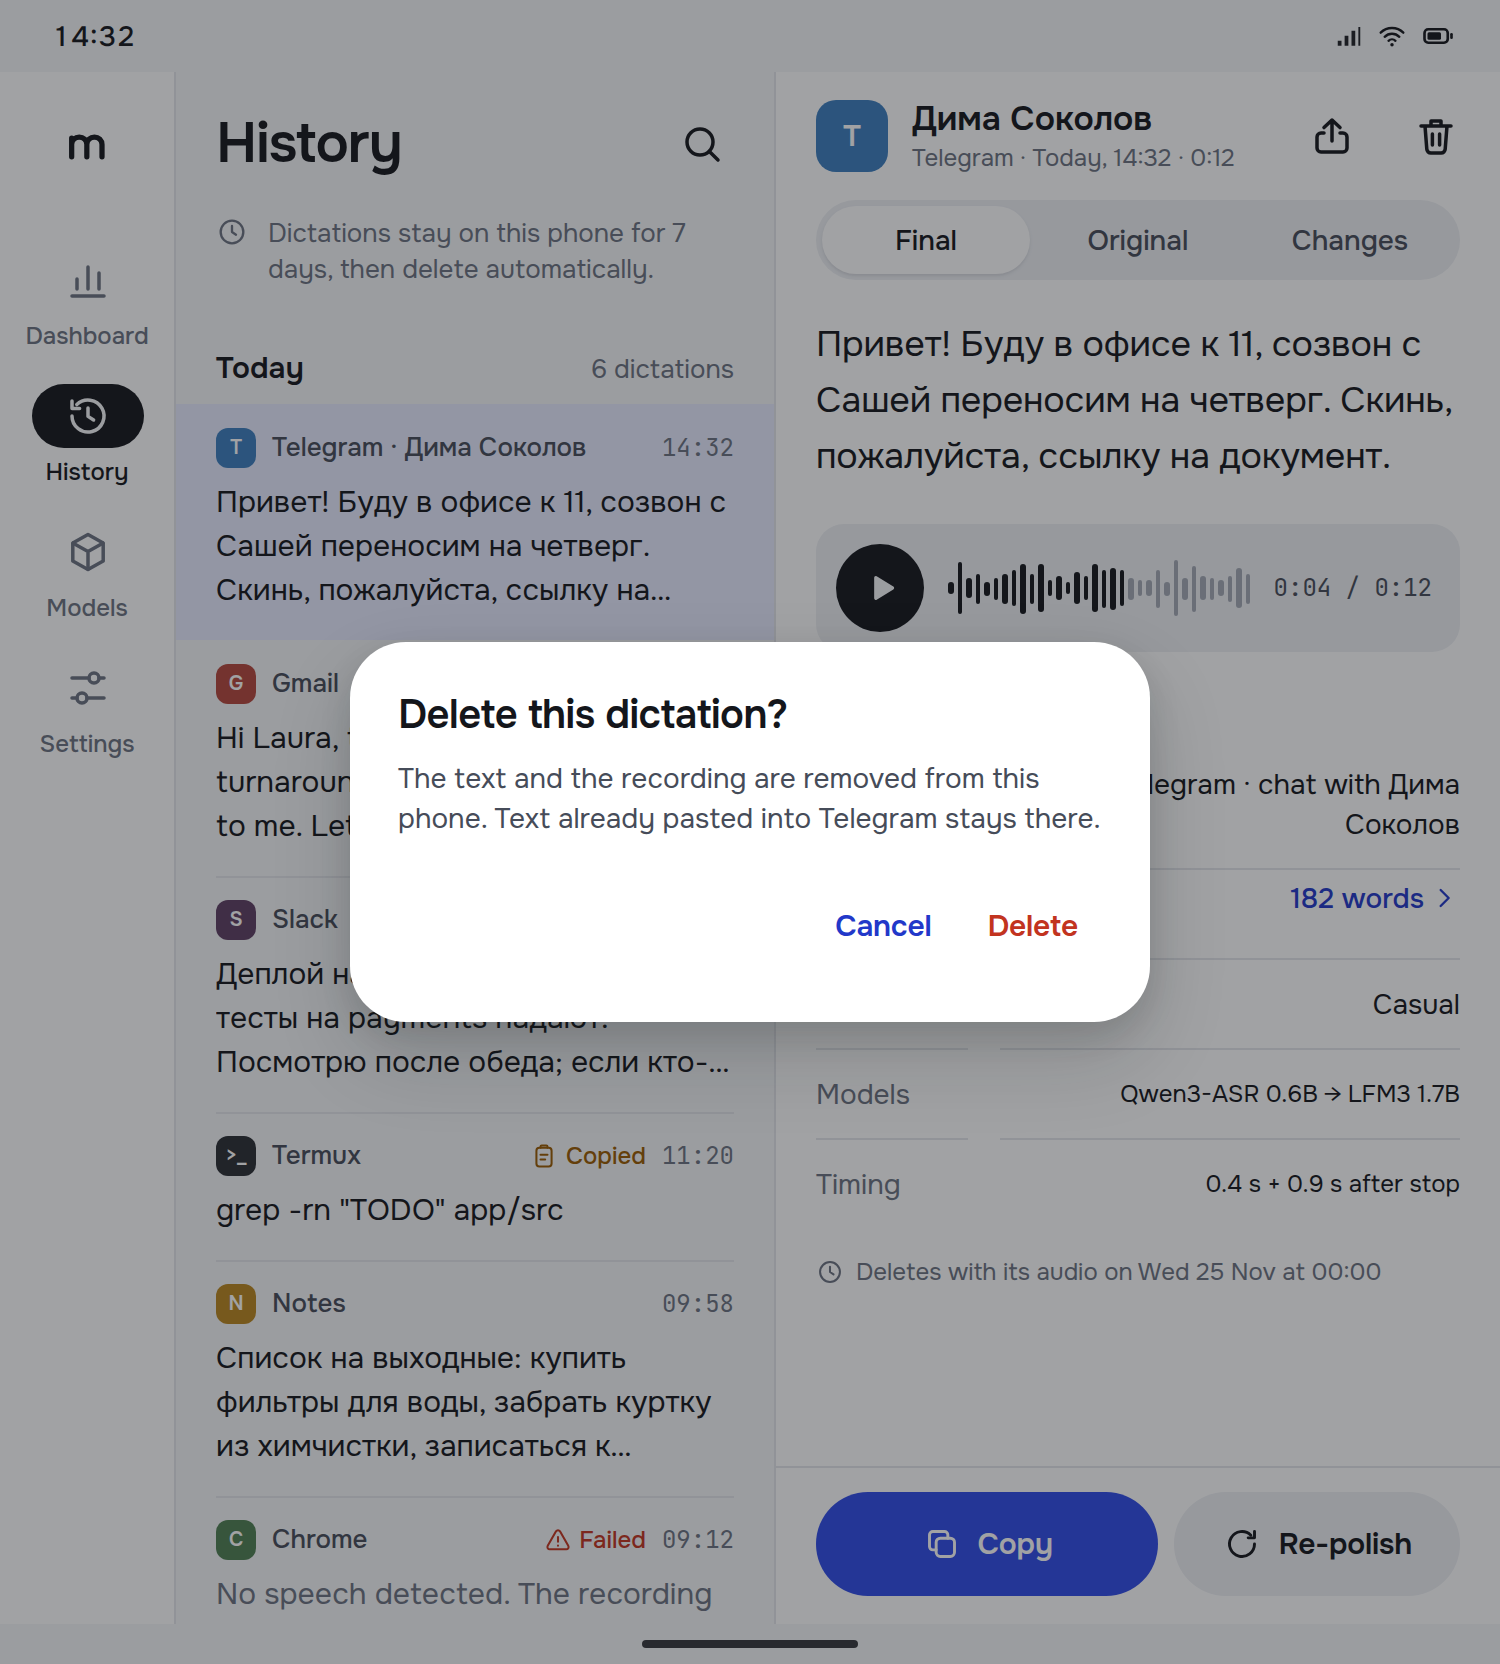 14:32
m
Dashboard
History
Models
Settings
History
Dictations stay on this phone for 7
days, then delete automatically.
Today
6 dictations
T
Telegram · Дима Соколов
14:32
Привет! Буду в офисе к 11, созвон с
Сашей переносим на четверг.
Скинь, пожалуйста, ссылку на...
G
Gmail
Hi Laura,
to me.
S
Slack
Деплой
тесты на payments падают.
Посмотрю после обеда; если кто-...
>_
Termux
Copied
11:20
grep -rn "TODO" app/src
N
Notes
09:58
Список на выходные: купить
фильтры для воды, забрать куртку
из химчистки, записаться к...
C
Chrome
Failed
09:12
No speech detected. The recording
T
Дима Соколов
Telegram · Today, 14:32 · 0:12
Final
Original
Changes
Привет! Буду в офисе к 11, созвон с
Сашей переносим на четверг. Скинь,
пожалуйста, ссылку на документ.
0:04 / 0:12
Delete this dictation?
The text and the recording are removed from this
phone. Text already pasted into Telegram stays there.
Cancel
Delete
· chat with Дима
Соколов
182 words
Casual
Models
Qwen3-ASR 0.6B → LFM3 1.7B
Timing
0.4 s + 0.9 s after stop
Deletes with its audio on Wed 25 Nov at 00:00
Copy
Re-polish